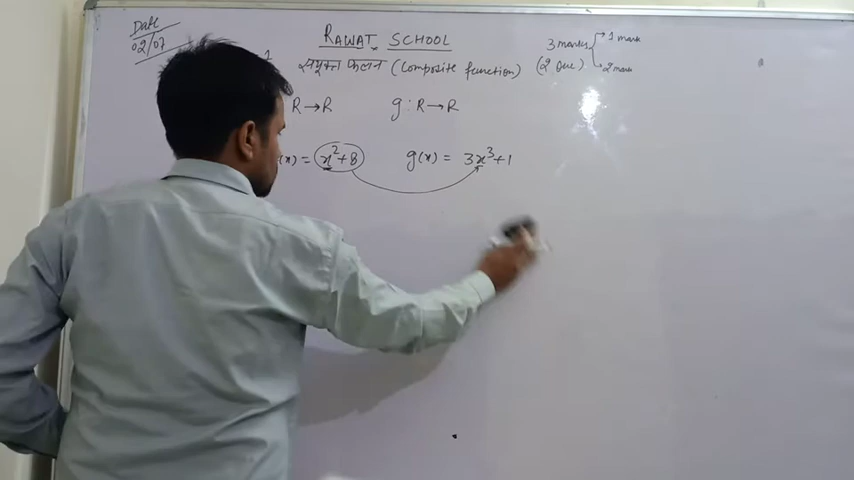 Date
02/07
RAWAT SCHOOL
3 marks → 1 mark
1
संयुक्त फलन (Composite function) (2 Que) → 2 mark
R→R g : R→R
(x) = x²+8 g(x) = 3x³+1